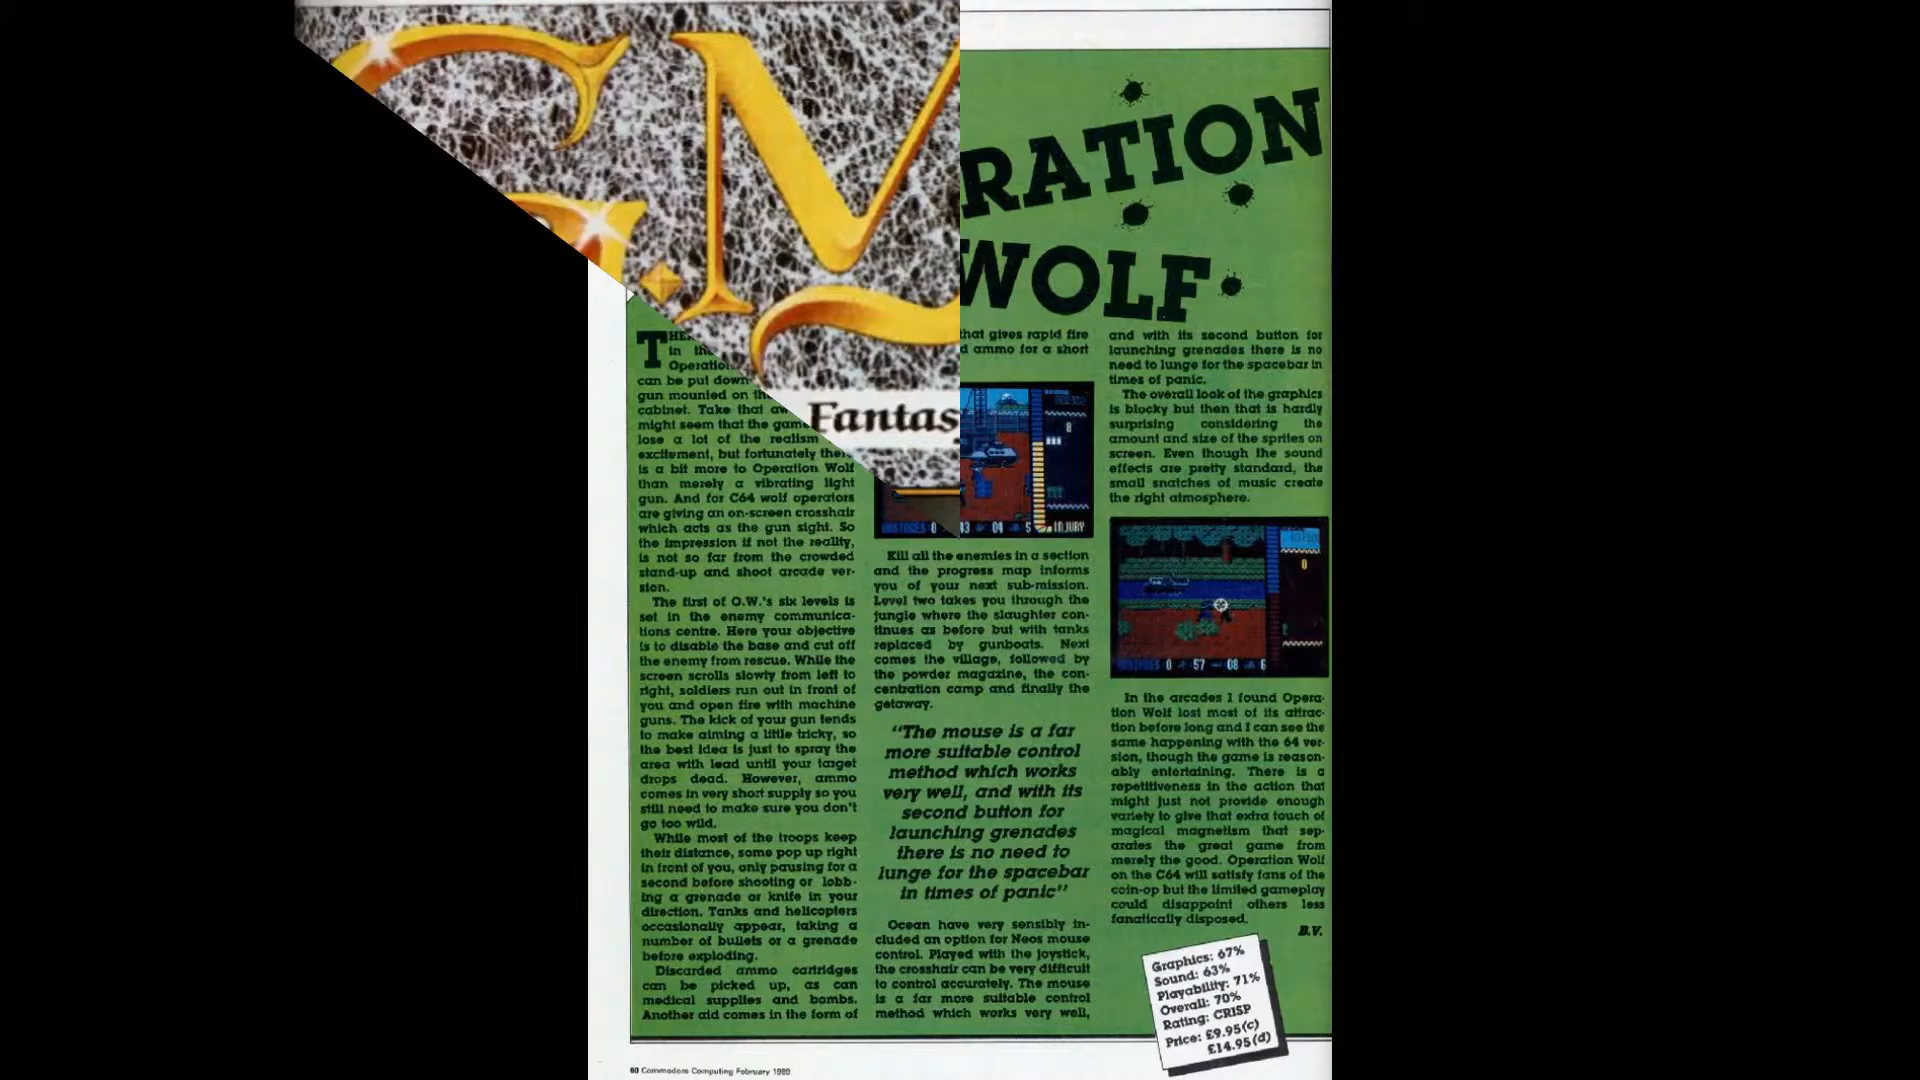 G.M
Fantas
RATION
WOLF
THE
in the
Operation
can be put down
gun mounted on th
cabinet. Take that aw
might seem that the game
lose a lot of the realism
excitement, but fortunately there
is a bit more to Operation Wolf
than merely a vibrating light
gun. And for C64 wolf operators
are giving an on-screen crosshair
which acts as the gun sight. So
the impression if not the reality,
is not so far from the crowded
stand-up and shoot arcade ver-
sion.
The first of O.W.'s six levels is
set in the enemy communica-
tions centre. Here your objective
is to disable the base and cut off
the enemy from rescue. While the
screen scrolls slowly from left to
right, soldiers run out in front of
you and open fire with machine
guns. The kick of your gun tends
to make aiming a little tricky, so
the best idea is just to spray the
area with lead until your target
drops dead. However, ammo
comes in very short supply so you
still need to make sure you don't
go too wild.
While most of the troops keep
their distance, some pop up right
in front of you, only pausing for a
second before shooting or lobb-
ing a grenade or knife in your
direction. Tanks and helicopters
occasionally appear, taking a
number of bullets or a grenade
before exploding.
Discarded ammo cartridges
can be picked up, as can
medical supplies and bombs.
Another aid comes in the form of
that gives rapid fire
d ammo for a short
8
HOSTAGES 0 43 04 5 INJURY
Kill all the enemies in a section
and the progress map informs
you of your next sub-mission.
Level two takes you through the
jungle where the slaughter con-
tinues as before but with tanks
replaced by gunboats. Next
comes the village, followed by
the powder magazine, the con-
centration camp and finally the
getaway.
"The mouse is a far
more suitable control
method which works
very well, and with its
second button for
launching grenades
there is no need to
lunge for the spacebar
in times of panic"
Ocean have very sensibly in-
cluded an option for Neos mouse
control. Played with the joystick,
the crosshair can be very difficult
to control accurately. The mouse
is a far more suitable control
method which works very well,
and with its second button for
launching grenades there is no
need to lunge for the spacebar in
times of panic.
The overall look of the graphics
is blocky but then that is hardly
surprising considering the
amount and size of the sprites on
screen. Even though the sound
effects are pretty standard, the
small snatches of music create
the right atmosphere.
0
HOSTAGES 0 57 08 6
In the arcades I found Opera-
tion Wolf lost most of its attrac-
tion before long and I can see the
same happening with the 64 ver-
sion, though the game is reason-
ably entertaining. There is a
repetitiveness in the action that
might just not provide enough
variety to give that extra touch of
magical magnetism that sep-
arates the great game from
merely the good. Operation Wolf
on the C64 will satisfy fans of the
coin-op but the limited gameplay
could disappoint others less
fanatically disposed.
B.V.
Graphics: 67%
Sound: 63%
Playability: 71%
Overall: 70%
Rating: CRISP
Price: £9.95(c)
£14.95(d)
60 Commodore Computing February 1989